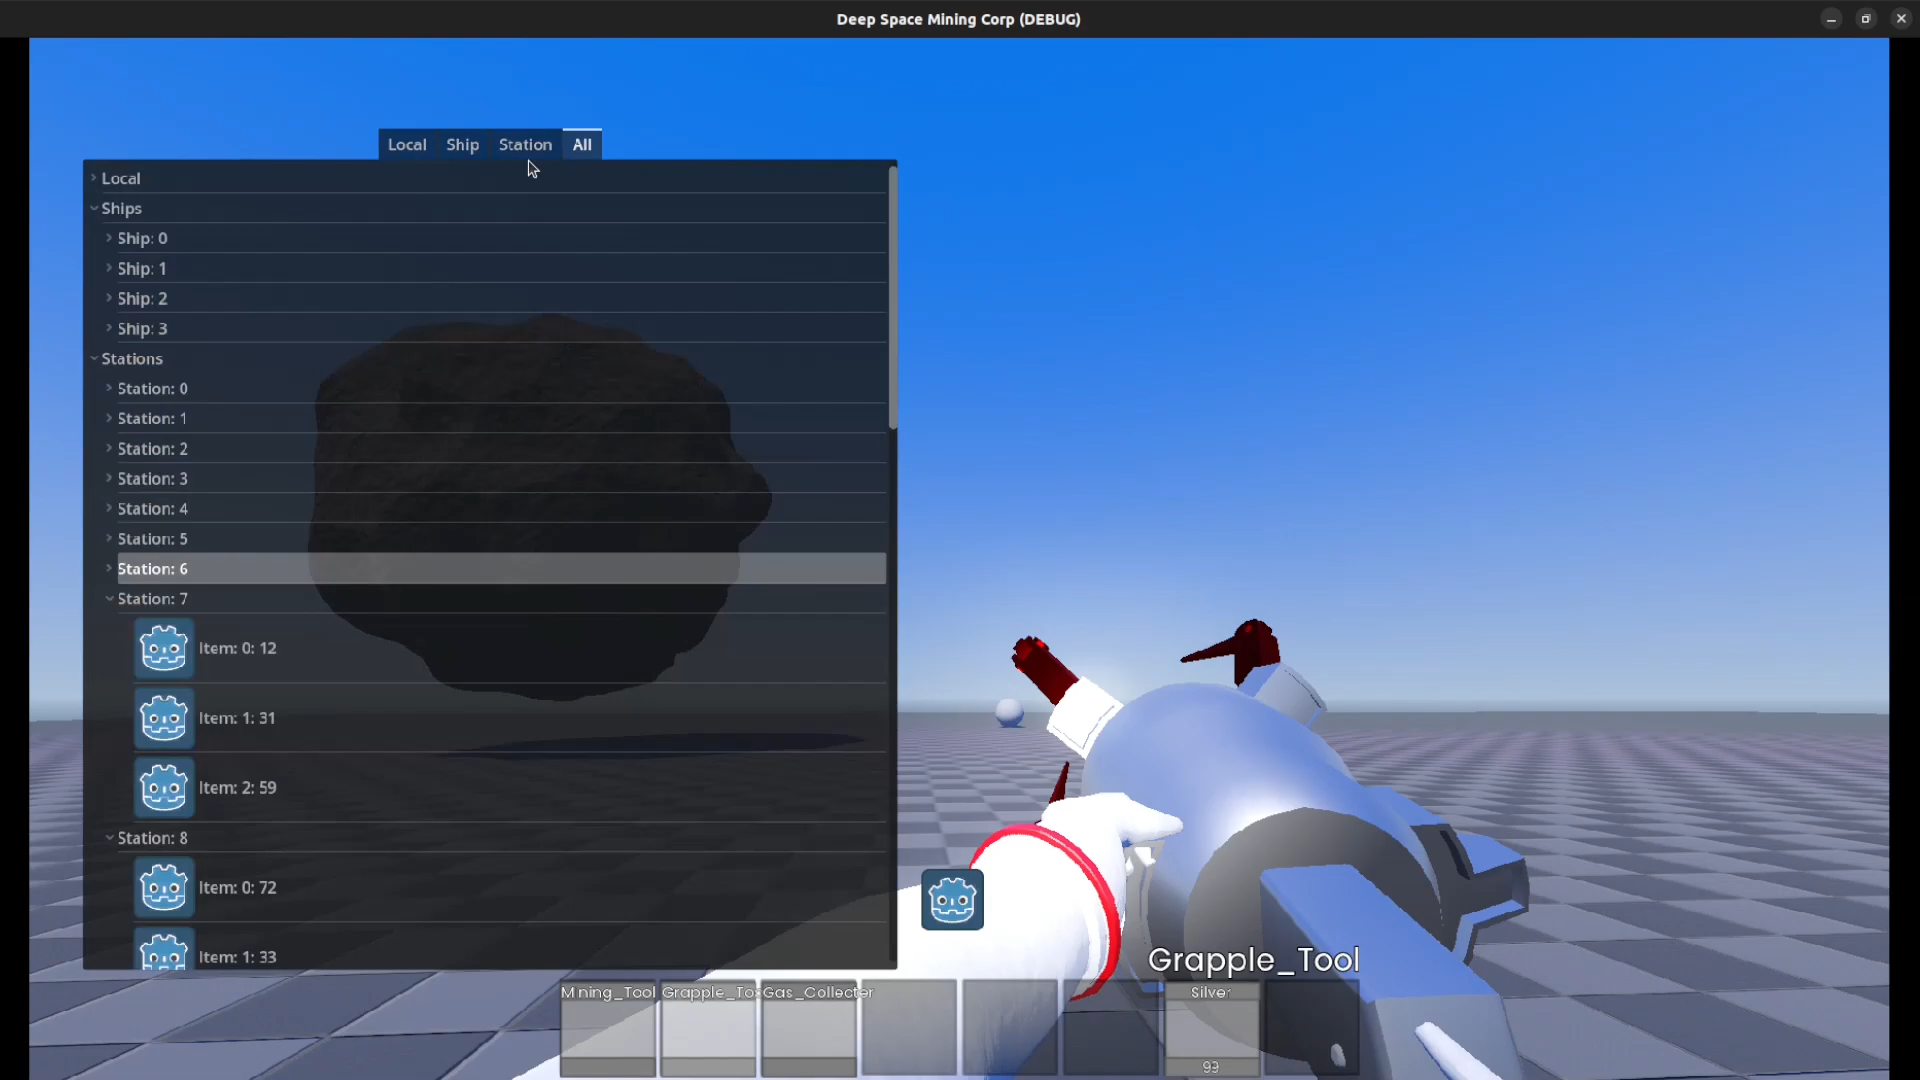 Deep Space Mining Corp (DEBUG)
Local Ship Station All
Local
Ships
Ship: 0
Ship: 1
Ship: 2
Ship: 3
Stations
Station: 0
Station: 1
Station: 2
Station: 3
Station: 4
Station: 5
Station: 6
Station: 7
Item: 0: 12
Item: 1: 31
Item: 2: 59
Station: 8
Item: 0: 72
Item: 1: 33
Grapple_Tool
Mining_Tool Grapple_To Gas_Collecter Silver
93